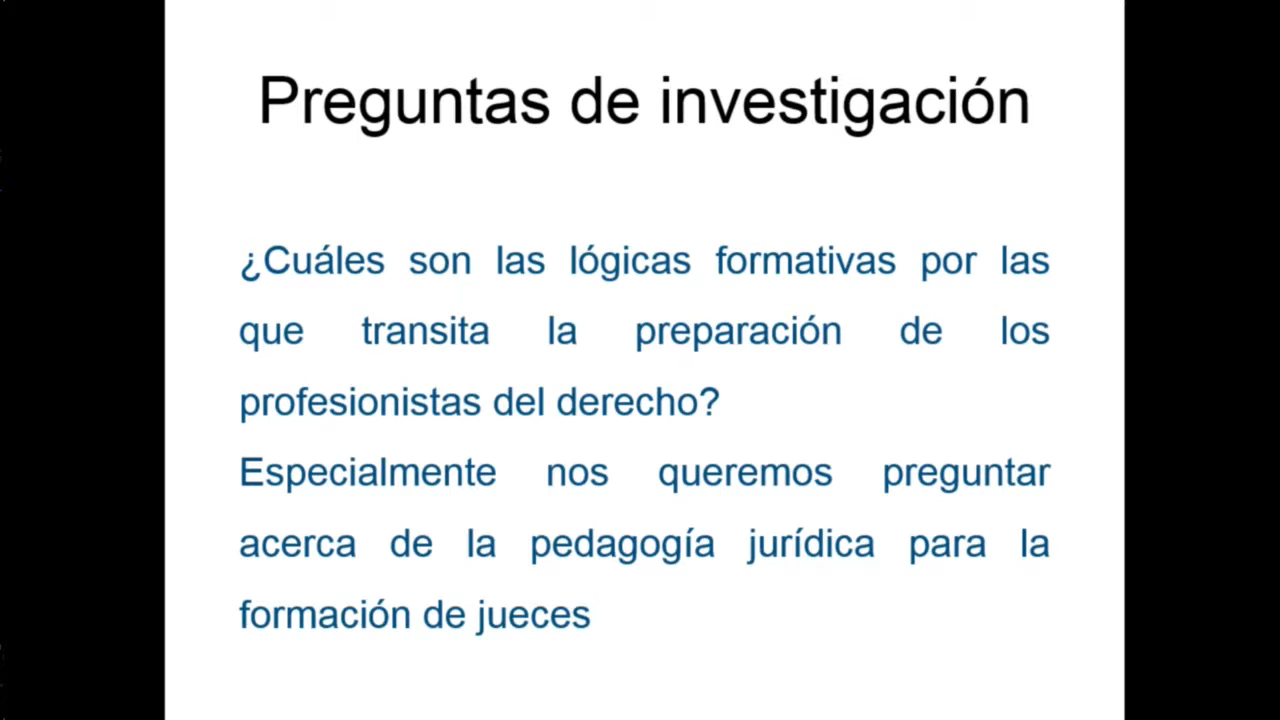 Preguntas de investigación
¿Cuáles son las lógicas formativas por las
que transita la preparación de los
profesionistas del derecho?
Especialmente nos queremos preguntar
acerca de la pedagogía jurídica para la
formación de jueces